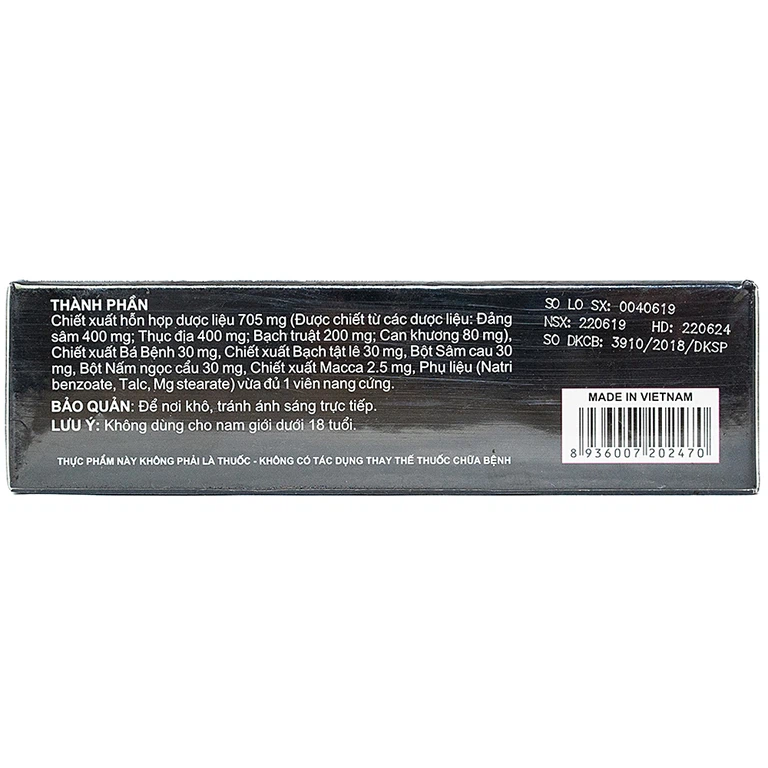 THÀNH PHẦN
Chiết xuất hỗn hợp dược liệu 705 mg (Được chiết từ các dược liệu: Đảng
sâm 400 mg; Thục địa 400 mg; Bạch truật 200 mg; Can khương 80 mg),
Chiết xuất Bá Bệnh 30 mg, Chiết xuất Bạch tật lê 30 mg, Bột Sâm cau 30
mg, Bột Nấm ngọc cẩu 30 mg, Chiết xuất Macca 2.5 mg, Phụ liệu (Natri
benzoate, Talc, Mg stearate) vừa đủ 1 viên nang cứng.
BẢO QUẢN: Để nơi khô, tránh ánh sáng trực tiếp.
LƯU Ý: Không dùng cho nam giới dưới 18 tuổi.
THỰC PHẨM NÀY KHÔNG PHẢI LÀ THUỐC - KHÔNG CÓ TÁC DỤNG THAY THẾ THUỐC CHỮA BỆNH
SO LO SX: 0040619
NSX: 220619 HD: 220624
SO DKCB: 3910/2018/DKSP
MADE IN VIETNAM
8 936007 202470